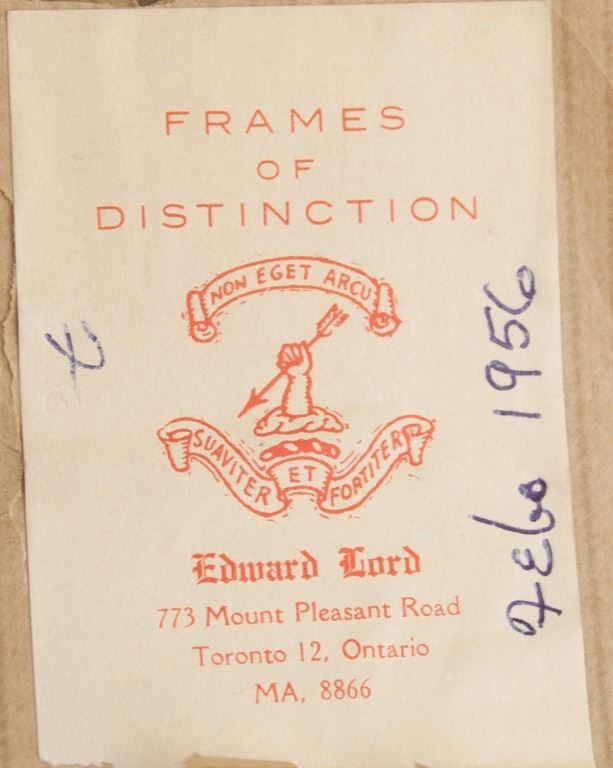 FRAMES
OF
DISTINCTION
NON EGET ARCU
SUAVITER ET FORTITER
Edward Lord
773 Mount Pleasant Road
Toronto 12, Ontario
MA, 8866
1956